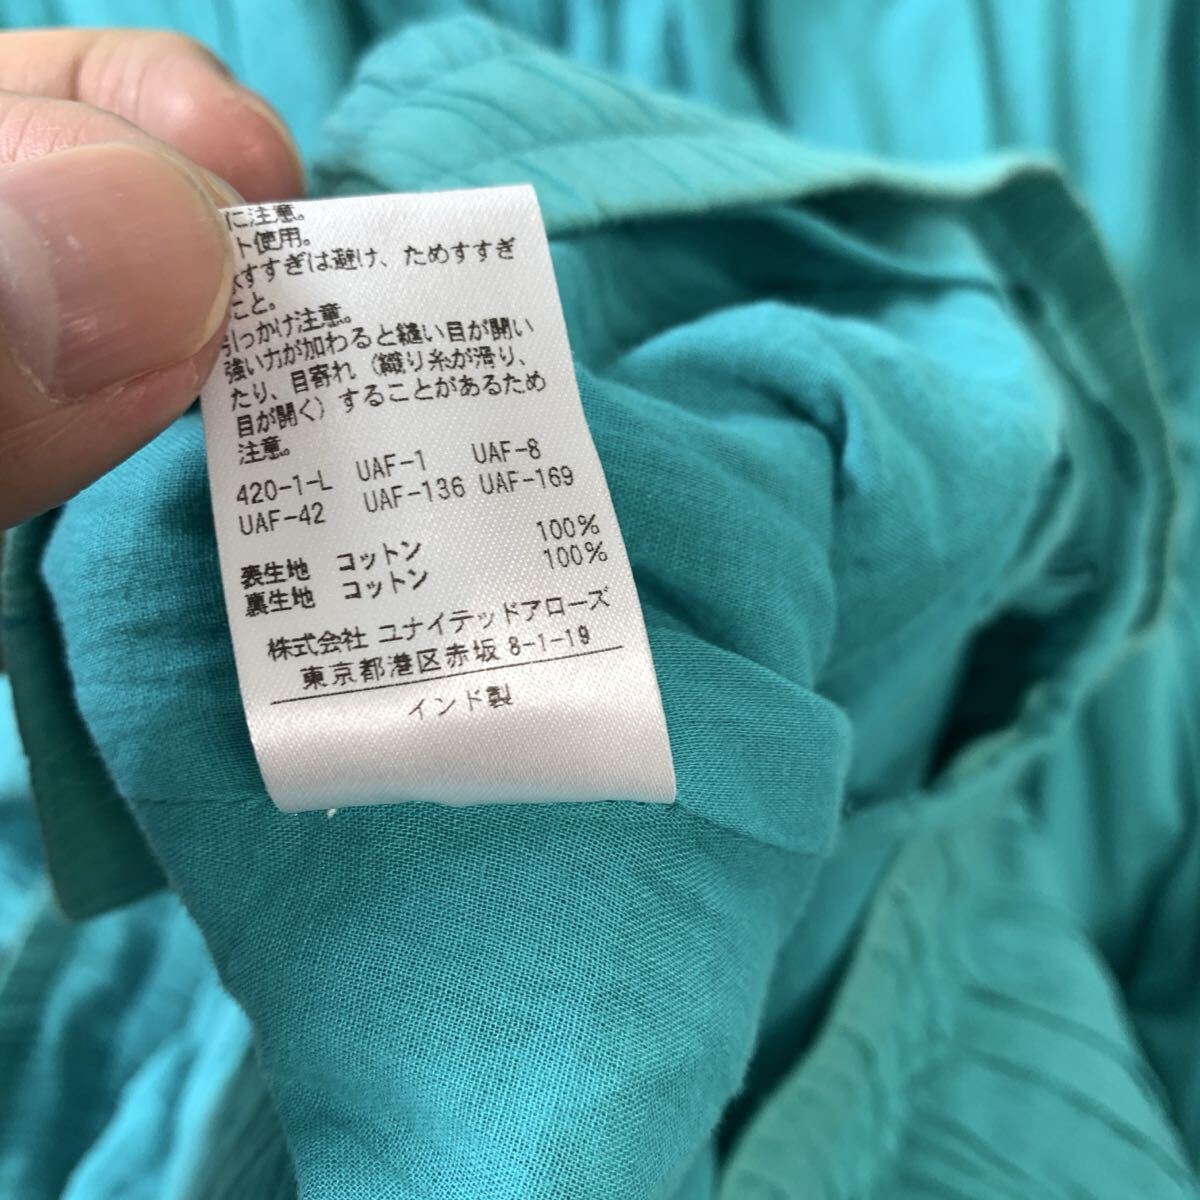 に注意。
ト使用。
水すすぎは避け、ためすすぎ
こと。
引っかけ注意。
強い力が加わると縫い目が開い
たり、目寄れ（織り糸が滑り、
目が開く）することがあるため
注意。
420-1-L UAF-1 UAF-8
UAF-42 UAF-136 UAF-169
表生地 コットン 100%
裏生地 コットン 100%
株式会社 ユナイテッドアローズ
東京都港区赤坂 8-1-19
インド製